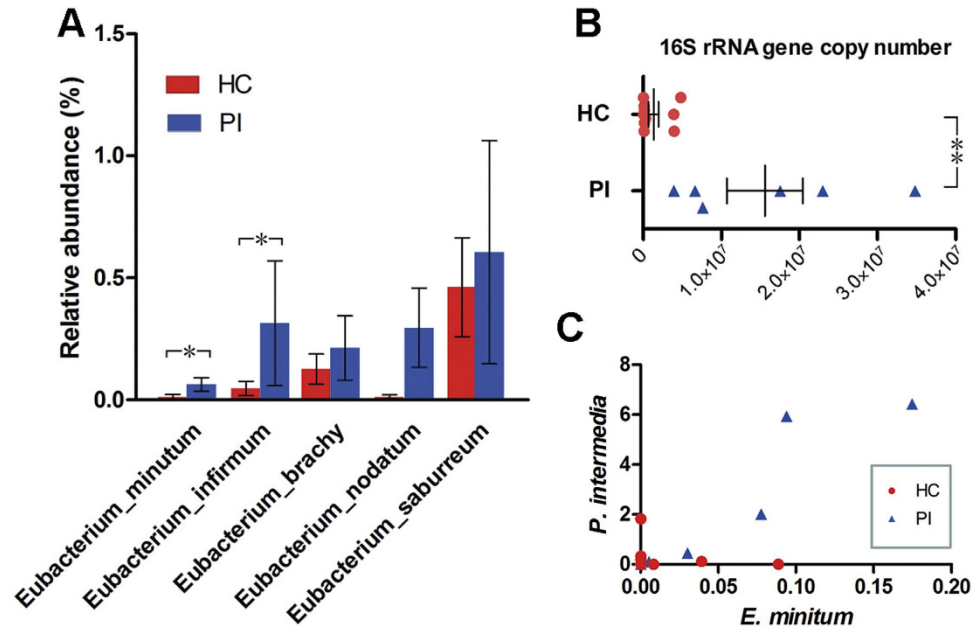 A
Relative abundance (%)
1.5
1.0
0.5
0.0
HC
PI
*
*
Eubacterium_minutum
Eubacterium_infirmum
Eubacterium_brachy
Eubacterium_nodatum
Eubacterium_saburreum
B
16S rRNA gene copy number
HC
PI
**
0
1.0×10⁷
2.0×10⁷
3.0×10⁷
4.0×10⁷
C
P. intermedia
8
6
4
2
0
HC
PI
0.00
0.05
0.10
0.15
0.20
E. minitum